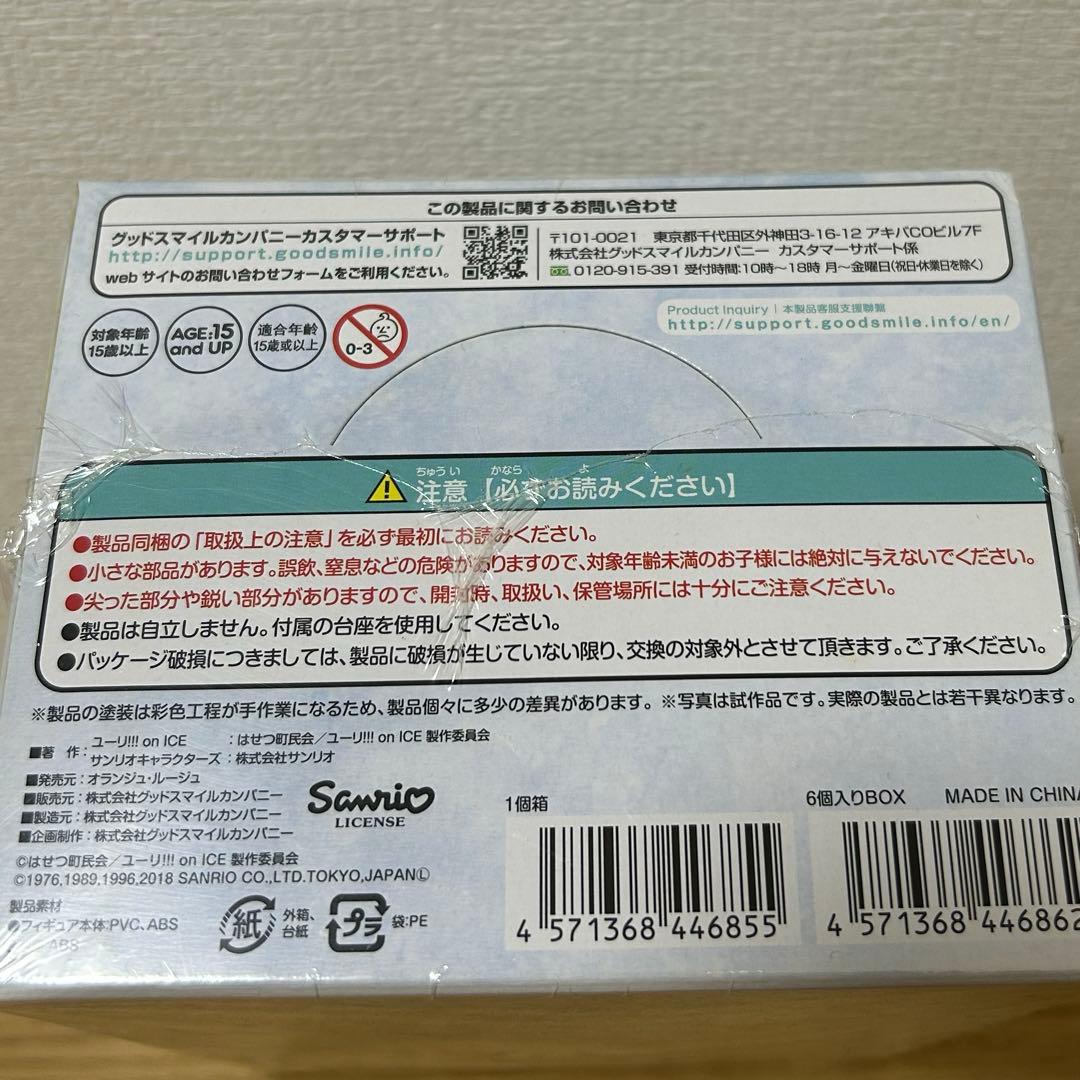 この製品に関するお問い合わせ
グッドスマイルカンパニーカスタマーサポート
http://support.goodsmile.info/
webサイトのお問い合わせフォームをご利用ください。
〒101-0021 東京都千代田区外神田3-16-12 アキバCOビル7F
株式会社グッドスマイルカンパニー カスタマーサポート係
0120-915-391 受付時間:10時〜18時 月〜金曜日(祝日・休業日を除く)
対象年齢
15歳以上
AGE:15
and UP
適合年齢
15歲或以上
0-3
Product Inquiry | 本製品客服支援聯繫
http://support.goodsmile.info/en/
ちゅうい かなら よ
注意【必ずお読みください】
●製品同梱の「取扱上の注意」を必ず最初にお読みください。
●小さな部品があります。誤飲、窒息などの危険がありますので、対象年齢未満のお子様には絶対に与えないでください。
●尖った部分や鋭い部分がありますので、開封時、取扱い、保管場所には十分にご注意ください。
●製品は自立しません。付属の台座を使用してください。
●パッケージ破損につきましては、製品に破損が生じていない限り、交換の対象外とさせて頂きます。ご了承ください。
※製品の塗装は彩色工程が手作業になるため、製品個々に多少の差異があります。 ※写真は試作品です。実際の製品とは若干異なります。
■著 作：ユーリ!!! on ICE ：はせつ町民会／ユーリ!!! on ICE 製作委員会
サンリオキャラクターズ：株式会社サンリオ
■発売元：オランジュ・ルージュ
■販売元：株式会社グッドスマイルカンパニー
■製造元：株式会社グッドスマイルカンパニー
■企画制作：株式会社グッドスマイルカンパニー
Sanrio
LICENSE
©はせつ町民会／ユーリ!!! on ICE 製作委員会
©1976,1989,1996,2018 SANRIO CO.,LTD.TOKYO,JAPAN Ⓛ
製品素材
●フィギュア本体:PVC、ABS
ABS
紙
外箱、
台紙
プラ
袋:PE
1個箱
4 571368 446855
6個入りBOX MADE IN CHINA
4 571368 446862